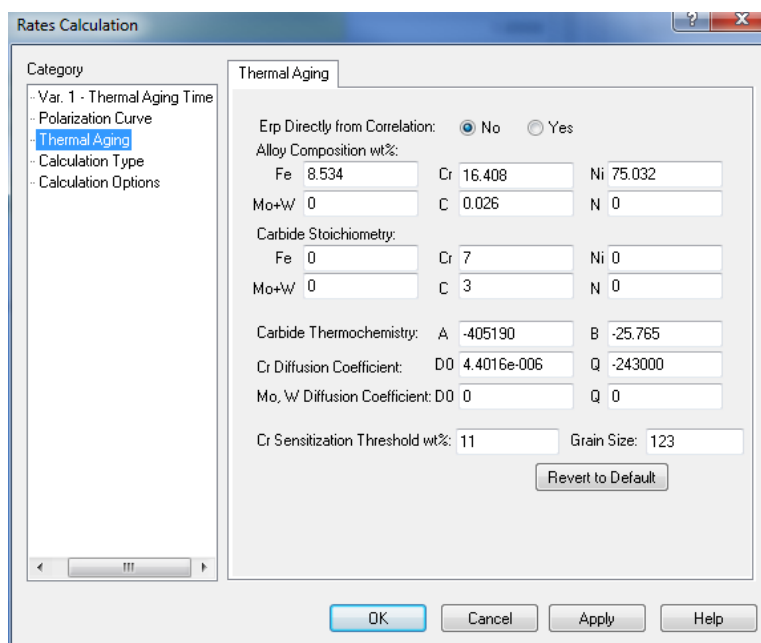 Rates Calculation
? X
Category
Var. 1 - Thermal Aging Time
Polarization Curve
Thermal Aging
Calculation Type
Calculation Options
Thermal Aging
Erp Directly from Correlation: No Yes
Alloy Composition wt%:
Fe 8.534 Cr 16.408 Ni 75.032
Mo+W 0 C 0.026 N 0
Carbide Stoichiometry:
Fe 0 Cr 7 Ni 0
Mo+W 0 C 3 N 0
Carbide Thermochemistry: A -405190 B -25.765
Cr Diffusion Coefficient: D0 4.4016e-006 Q -243000
Mo, W Diffusion Coefficient: D0 0 Q 0
Cr Sensitization Threshold wt%: 11 Grain Size: 123
Revert to Default
OK Cancel Apply Help